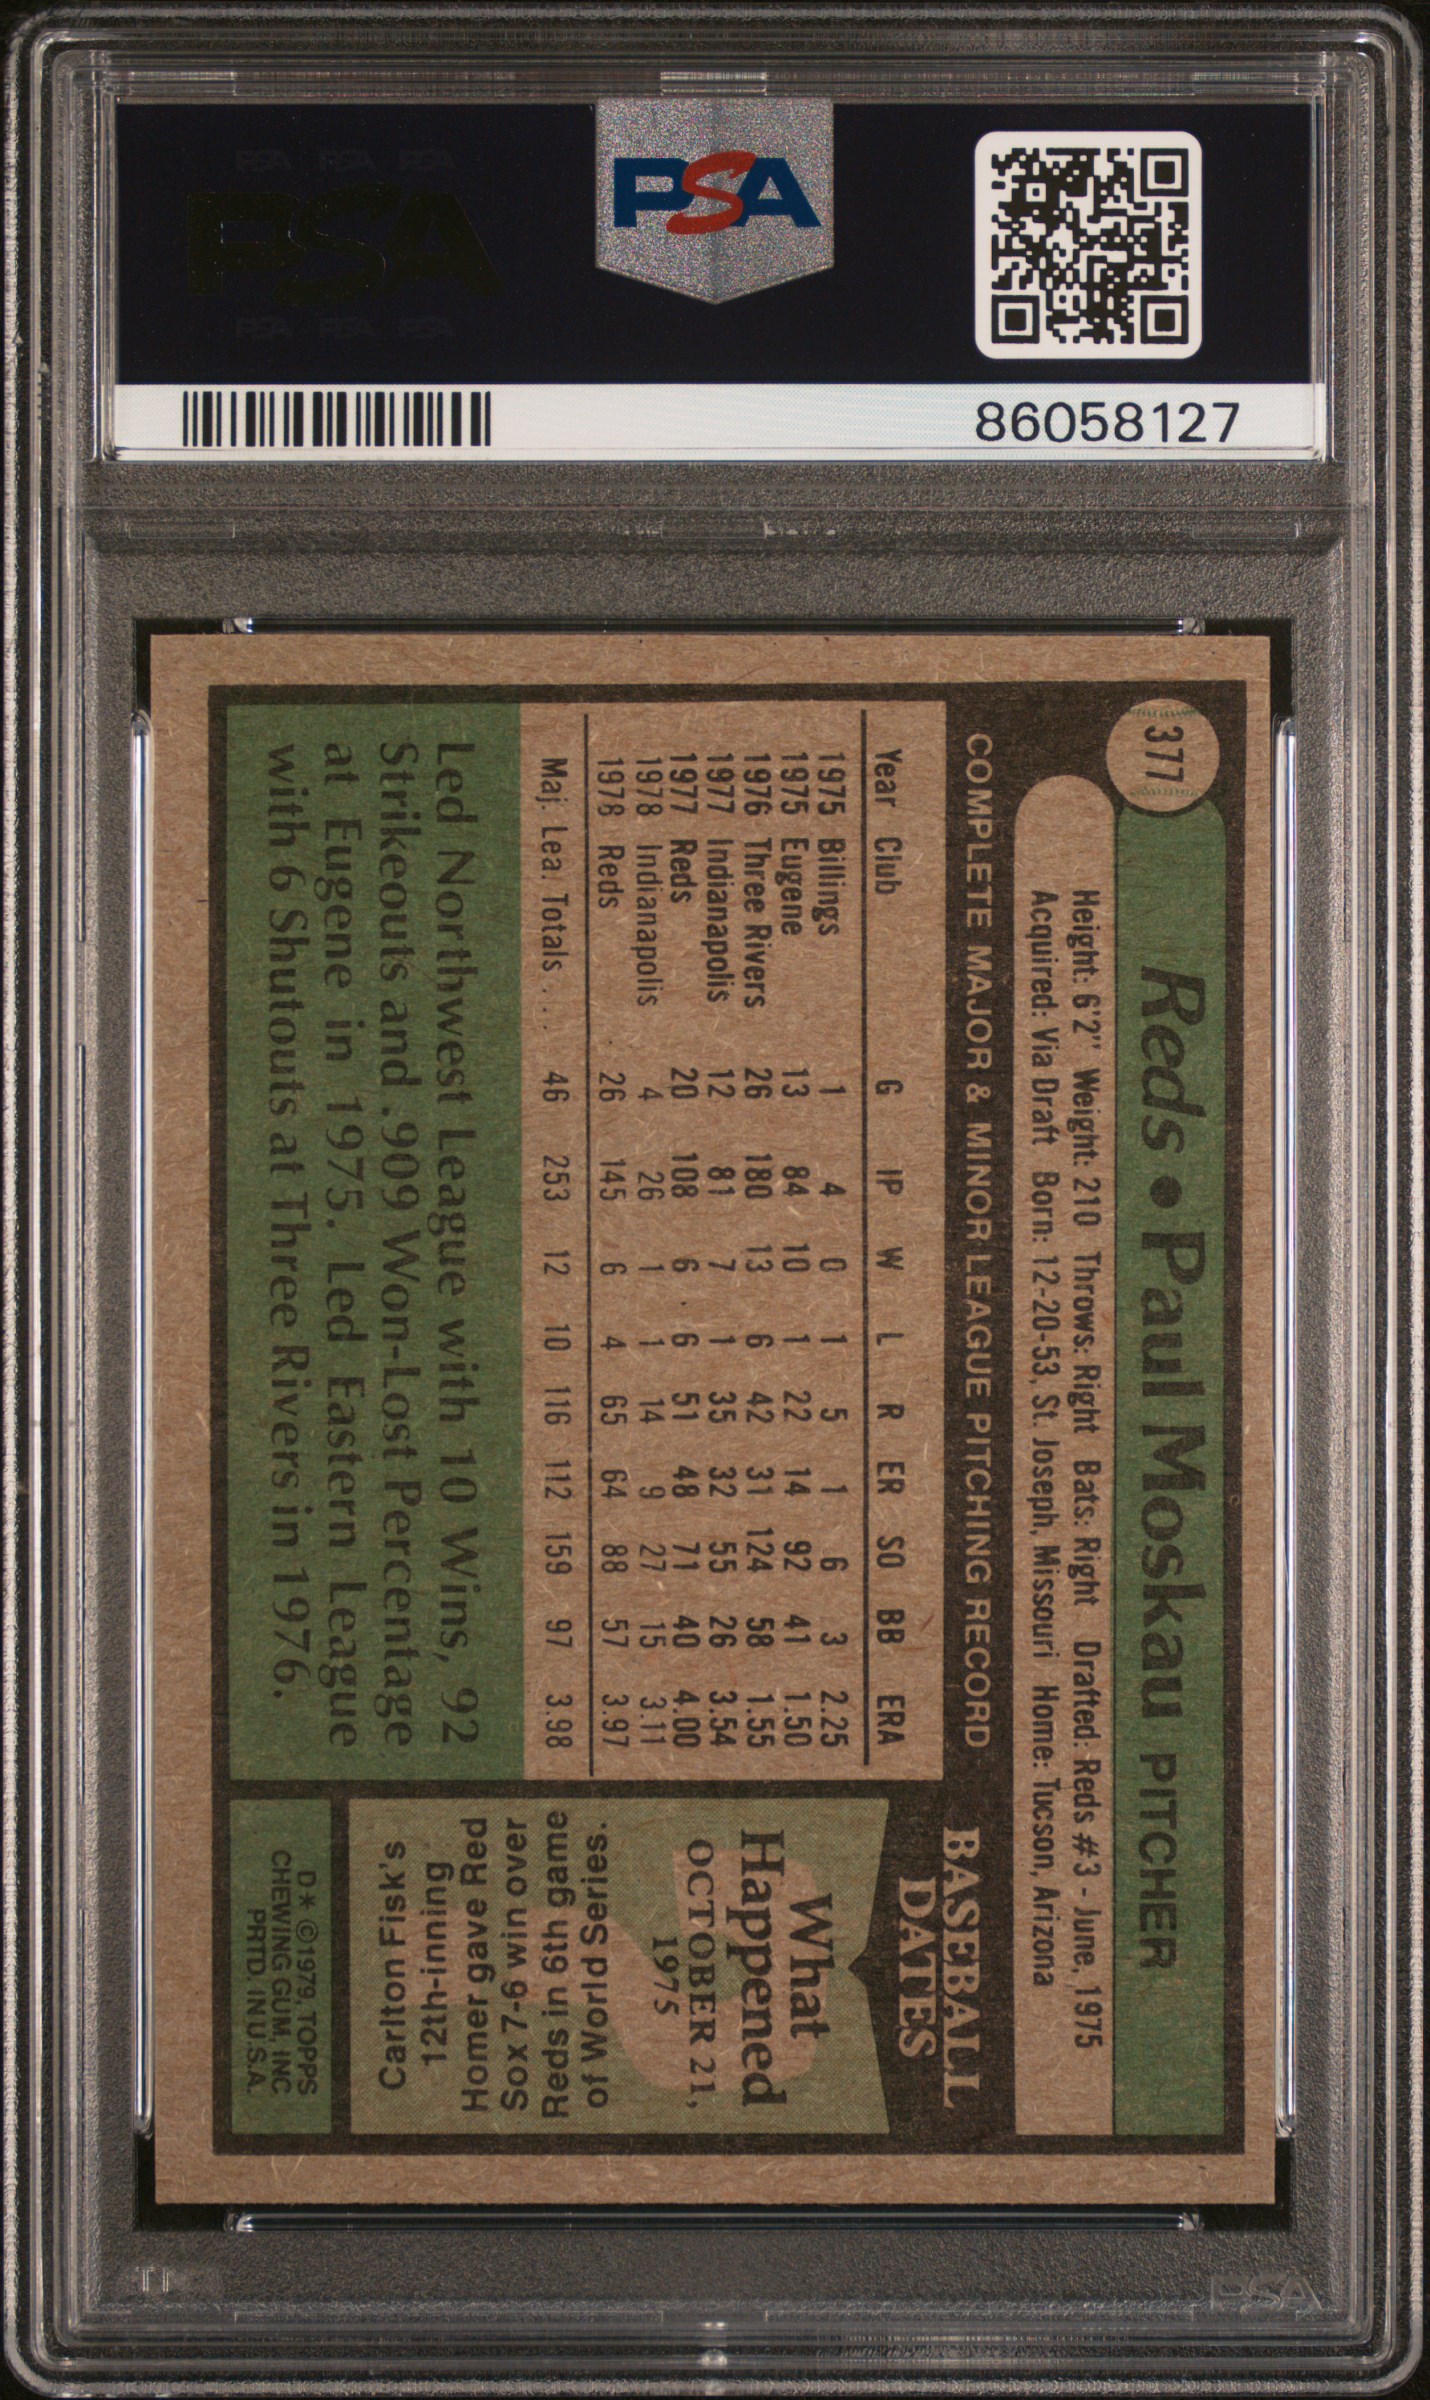 PSA PSA PSA
PSA
PSA PSA PSA
PSA
86058127
377
Reds • Paul Moskau PITCHER
Height: 6'2" Weight: 210 Throws: Right Bats: Right Drafted: Reds #3 - June, 1975
Acquired: Via Draft Born: 12-20-53, St. Joseph, Missouri Home: Tucson, Arizona
COMPLETE MAJOR & MINOR LEAGUE PITCHING RECORD
Year Club G IP W L R ER SO BB ERA
1975 Billings 1 4 0 1 5 1 6 3 2.25
1975 Eugene 13 84 10 1 22 14 92 41 1.50
1976 Three Rivers 26 180 13 6 42 31 124 58 1.55
1977 Indianapolis 12 81 7 1 35 32 55 26 3.54
1977 Reds 20 108 6 6 51 48 71 40 4.00
1978 Indianapolis 4 26 1 1 14 9 27 15 3.11
1978 Reds 26 145 6 4 65 64 88 57 3.97
Maj. Lea. Totals . . . 46 253 12 10 116 112 159 97 3.98
Led Northwest League with 10 Wins, 92
Strikeouts and .909 Won-Lost Percentage
at Eugene in 1975. Led Eastern League
with 6 Shutouts at Three Rivers in 1976.
BASEBALL
DATES
What
Happened
OCTOBER 21,
1975
Carlton Fisk's
12th-inning
Homer gave Red
Sox 7-6 win over
Reds in 6th game
of World Series.
D* ©1979, TOPPS
CHEWING GUM, INC.
PRTD. IN U.S.A.
PSA